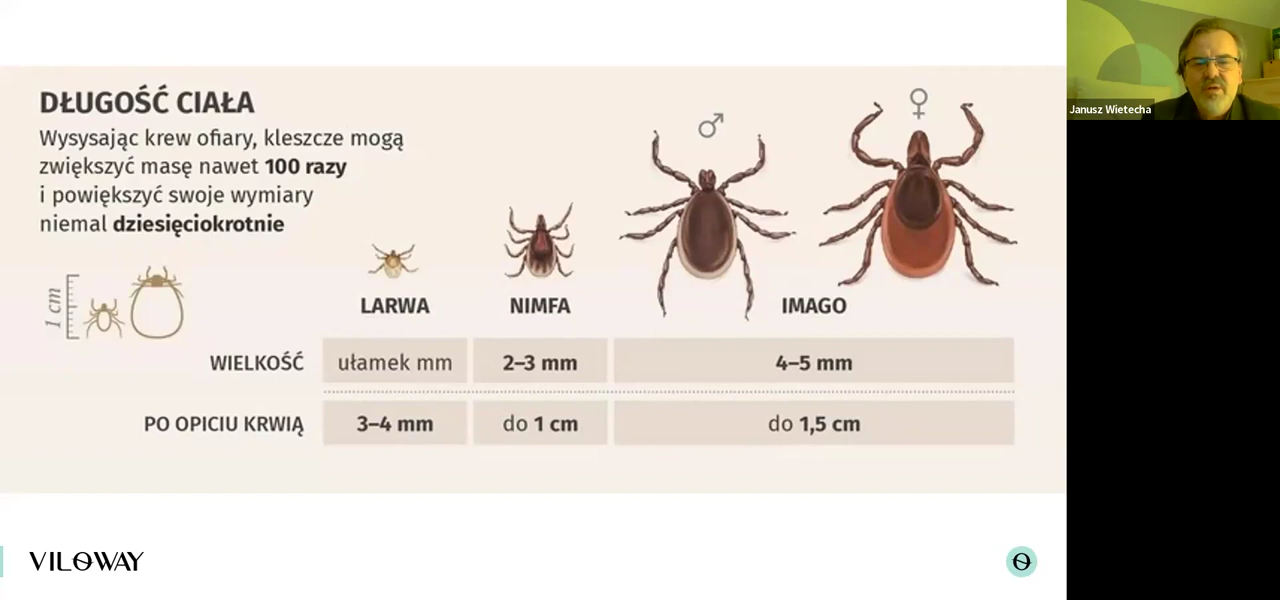 DŁUGOŚĆ CIAŁA
Wysysając krew ofiary, kleszcze mogą
zwiększyć masę nawet 100 razy
i powiększyć swoje wymiary
niemal dziesięciokrotnie
1 cm
♂
♀
LARWA
NIMFA
IMAGO
WIELKOŚĆ
ułamek mm
2–3 mm
4–5 mm
PO OPICIU KRWIĄ
3–4 mm
do 1 cm
do 1,5 cm
VILOWAY
Janusz Wietecha